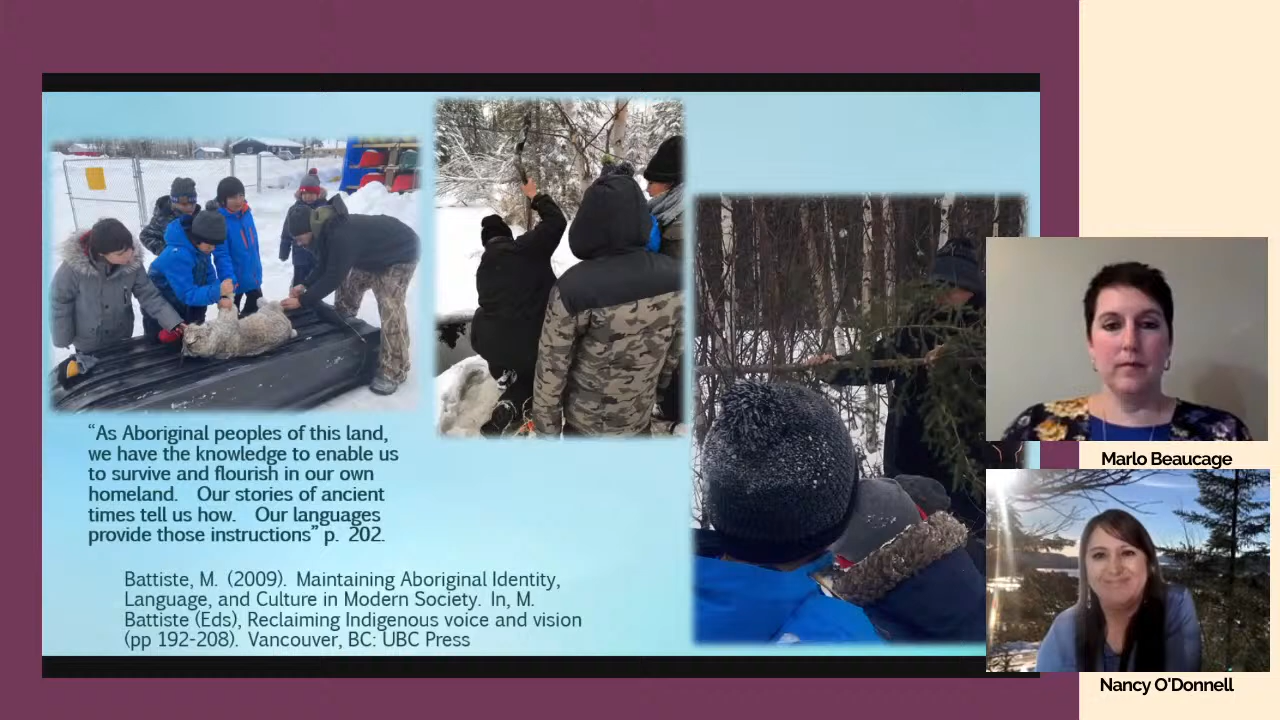 “As Aboriginal peoples of this land,
we have the knowledge to enable us
to survive and flourish in our own
homeland. Our stories of ancient
times tell us how. Our languages
provide those instructions” p. 202.
Battiste, M. (2009). Maintaining Aboriginal Identity,
Language, and Culture in Modern Society. In, M.
Battiste (Eds), Reclaiming Indigenous voice and vision
(pp 192-208). Vancouver, BC: UBC Press
Marlo Beaucage
Nancy O'Donnell